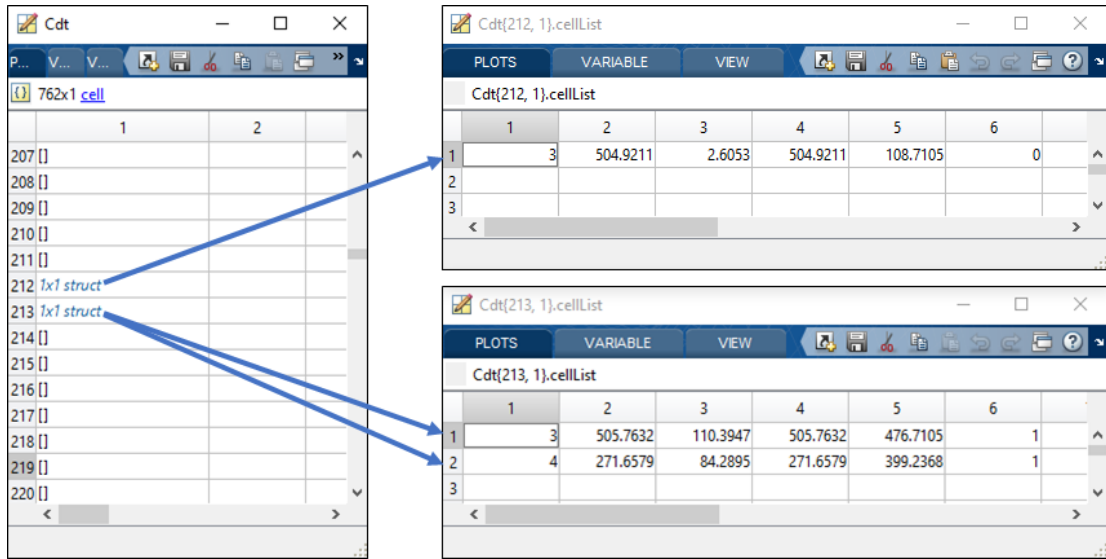 Cdt
P... V... V... »
762x1 cell
1 2
207 []
208 []
209 []
210 []
211 []
212 1x1 struct
213 1x1 struct
214 []
215 []
216 []
217 []
218 []
219 []
220 []
Cdt{212, 1}.cellList
PLOTS VARIABLE VIEW
Cdt{212, 1}.cellList
1 2 3 4 5 6
1 3 504.9211 2.6053 504.9211 108.7105 0
2
3
Cdt{213, 1}.cellList
PLOTS VARIABLE VIEW
Cdt{213, 1}.cellList
1 2 3 4 5 6
1 3 505.7632 110.3947 505.7632 476.7105 1
2 4 271.6579 84.2895 271.6579 399.2368 1
3